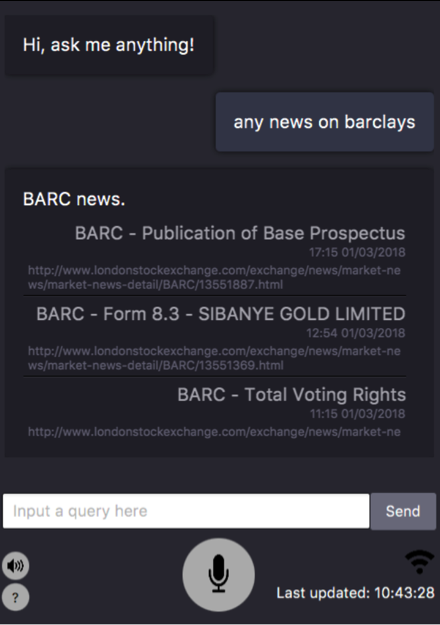 Hi, ask me anything!
any news on barclays
BARC news.
BARC - Publication of Base Prospectus
17:15 01/03/2018
http://www.londonstockexchange.com/exchange/news/market-ne
ws/market-news-detail/BARC/13551887.html
BARC - Form 8.3 - SIBANYE GOLD LIMITED
12:54 01/03/2018
http://www.londonstockexchange.com/exchange/news/market-ne
ws/market-news-detail/BARC/13551369.html
BARC - Total Voting Rights
11:15 01/03/2018
http://www.londonstockexchange.com/exchange/news/market-ne
Input a query here
Send
?
Last updated: 10:43:28